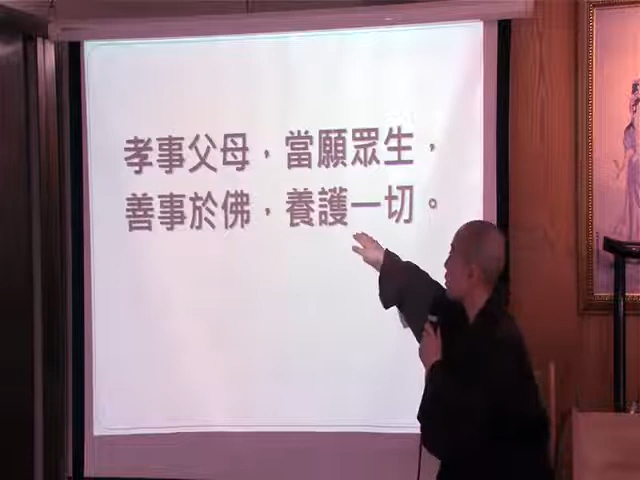 孝事父母，當願眾生，
善事於佛，養護一切。